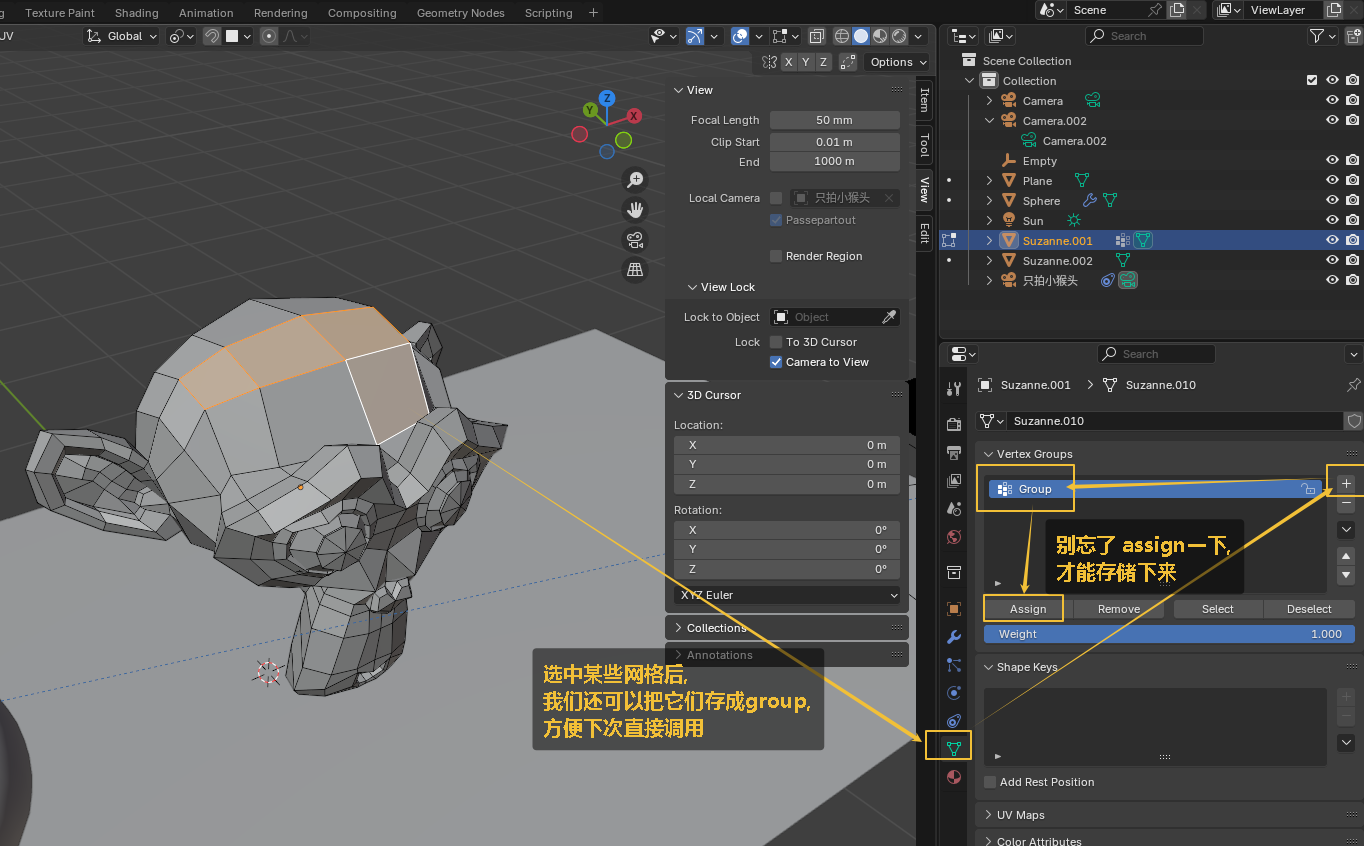 Texture Paint Shading Animation Rendering Compositing Geometry Nodes Scripting +
Scene ViewLayer
UV Global
X Y Z Options
Search
Z
Y
X
View
Focal Length 50 mm
Clip Start 0.01 m
End 1000 m
Local Camera 只拍小猴头
Passepartout
Render Region
View Lock
Lock to Object Object
Lock To 3D Cursor
Camera to View
3D Cursor
Location:
X 0 m
Y 0 m
Z 0 m
Rotation:
X 0°
Y 0°
Z 0°
XYZ Euler
Collections
Annotations
Item
Tool
View
Edit
选中某些网格后,
我们还可以把它们存成group,
方便下次直接调用
Scene Collection
Collection
Camera
Camera.002
Camera.002
Empty
Plane
Sphere
Sun
Suzanne.001
Suzanne.002
只拍小猴头
Search
Suzanne.001 > Suzanne.010
Suzanne.010
Vertex Groups
Group
别忘了 assign一下,
才能存储下来
Assign Remove Select Deselect
Weight 1.000
Shape Keys
Add Rest Position
UV Maps
Color Attributes